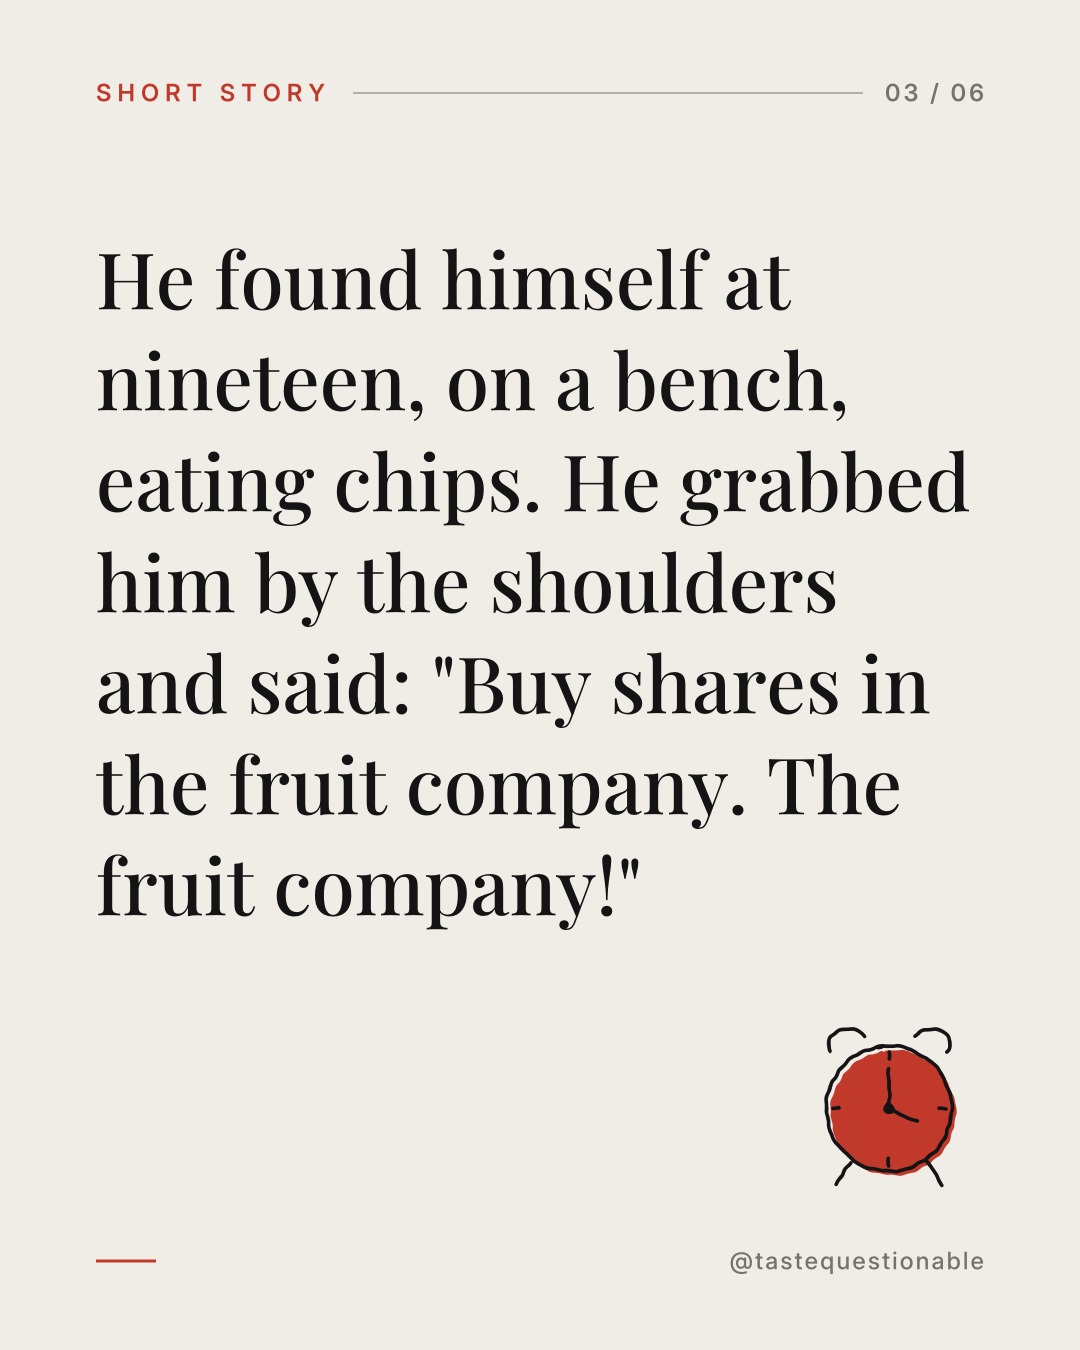 SHORT STORY
03 / 06
He found himself at
nineteen, on a bench,
eating chips. He grabbed
him by the shoulders
and said: "Buy shares in
the fruit company. The
fruit company!"
@tastequestionable